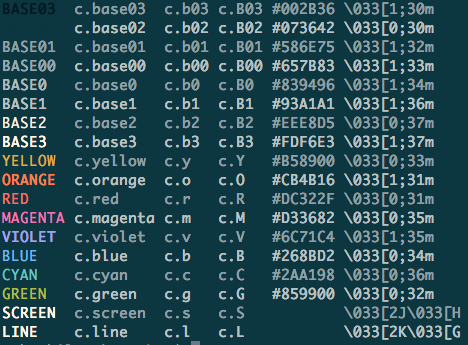 BASE03 c.base03 c.b03 c.B03 #002B36 \033[1;30m
c.base02 c.b02 c.B02 #073642 \033[0;30m
BASE01 c.base01 c.b01 c.B01 #586E75 \033[1;32m
BASE00 c.base00 c.b00 c.B00 #657B83 \033[1;33m
BASE0 c.base0 c.b0 c.B0 #839496 \033[1;34m
BASE1 c.base1 c.b1 c.B1 #93A1A1 \033[1;36m
BASE2 c.base2 c.b2 c.B2 #EEE8D5 \033[0;37m
BASE3 c.base3 c.b3 c.B3 #FDF6E3 \033[1;37m
YELLOW c.yellow c.y c.Y #B58900 \033[0;33m
ORANGE c.orange c.o c.O #CB4B16 \033[1;31m
RED c.red c.r c.R #DC322F \033[0;31m
MAGENTA c.magenta c.m c.M #D33682 \033[0;35m
VIOLET c.violet c.v c.V #6C71C4 \033[1;35m
BLUE c.blue c.b c.B #268BD2 \033[0;34m
CYAN c.cyan c.c c.C #2AA198 \033[0;36m
GREEN c.green c.g c.G #859900 \033[0;32m
SCREEN c.screen c.s c.S \033[2J\033[H
LINE c.line c.l c.L \033[2K\033[G